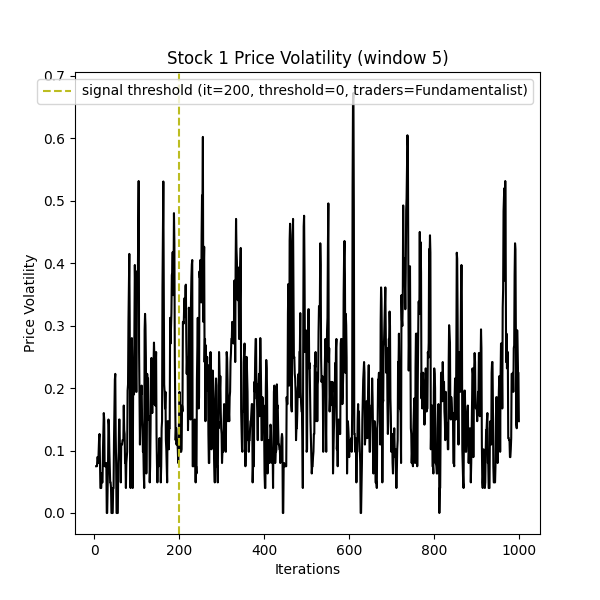 Stock 1 Price Volatility (window 5)
signal threshold (it=200, threshold=0, traders=Fundamentalist)
Price Volatility
0.7
0.6
0.5
0.4
0.3
0.2
0.1
0.0
0 200 400 600 800 1000
Iterations